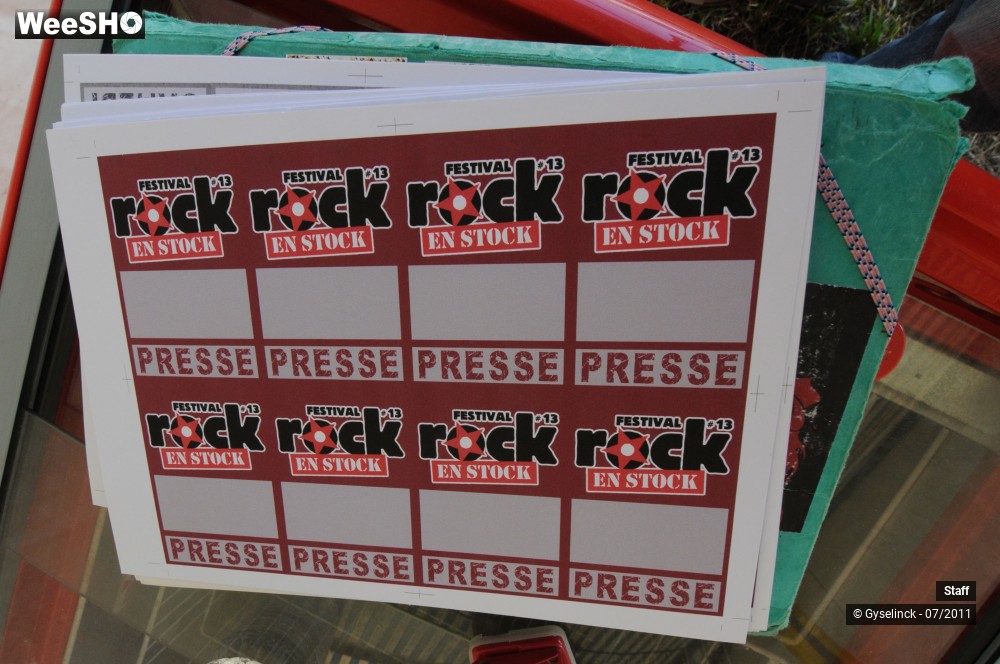 WeeSHO
FESTIVAL #13
rock
EN STOCK
FESTIVAL #13
rock
EN STOCK
FESTIVAL #13
rock
EN STOCK
FESTIVAL #13
rock
EN STOCK
PRESSE PRESSE PRESSE PRESSE
FESTIVAL #13
rock
EN STOCK
FESTIVAL #13
rock
EN STOCK
FESTIVAL #13
rock
EN STOCK
FESTIVAL #13
rock
EN STOCK
PRESSE PRESSE PRESSE PRESSE
Staff
© Gyselinck - 07/2011